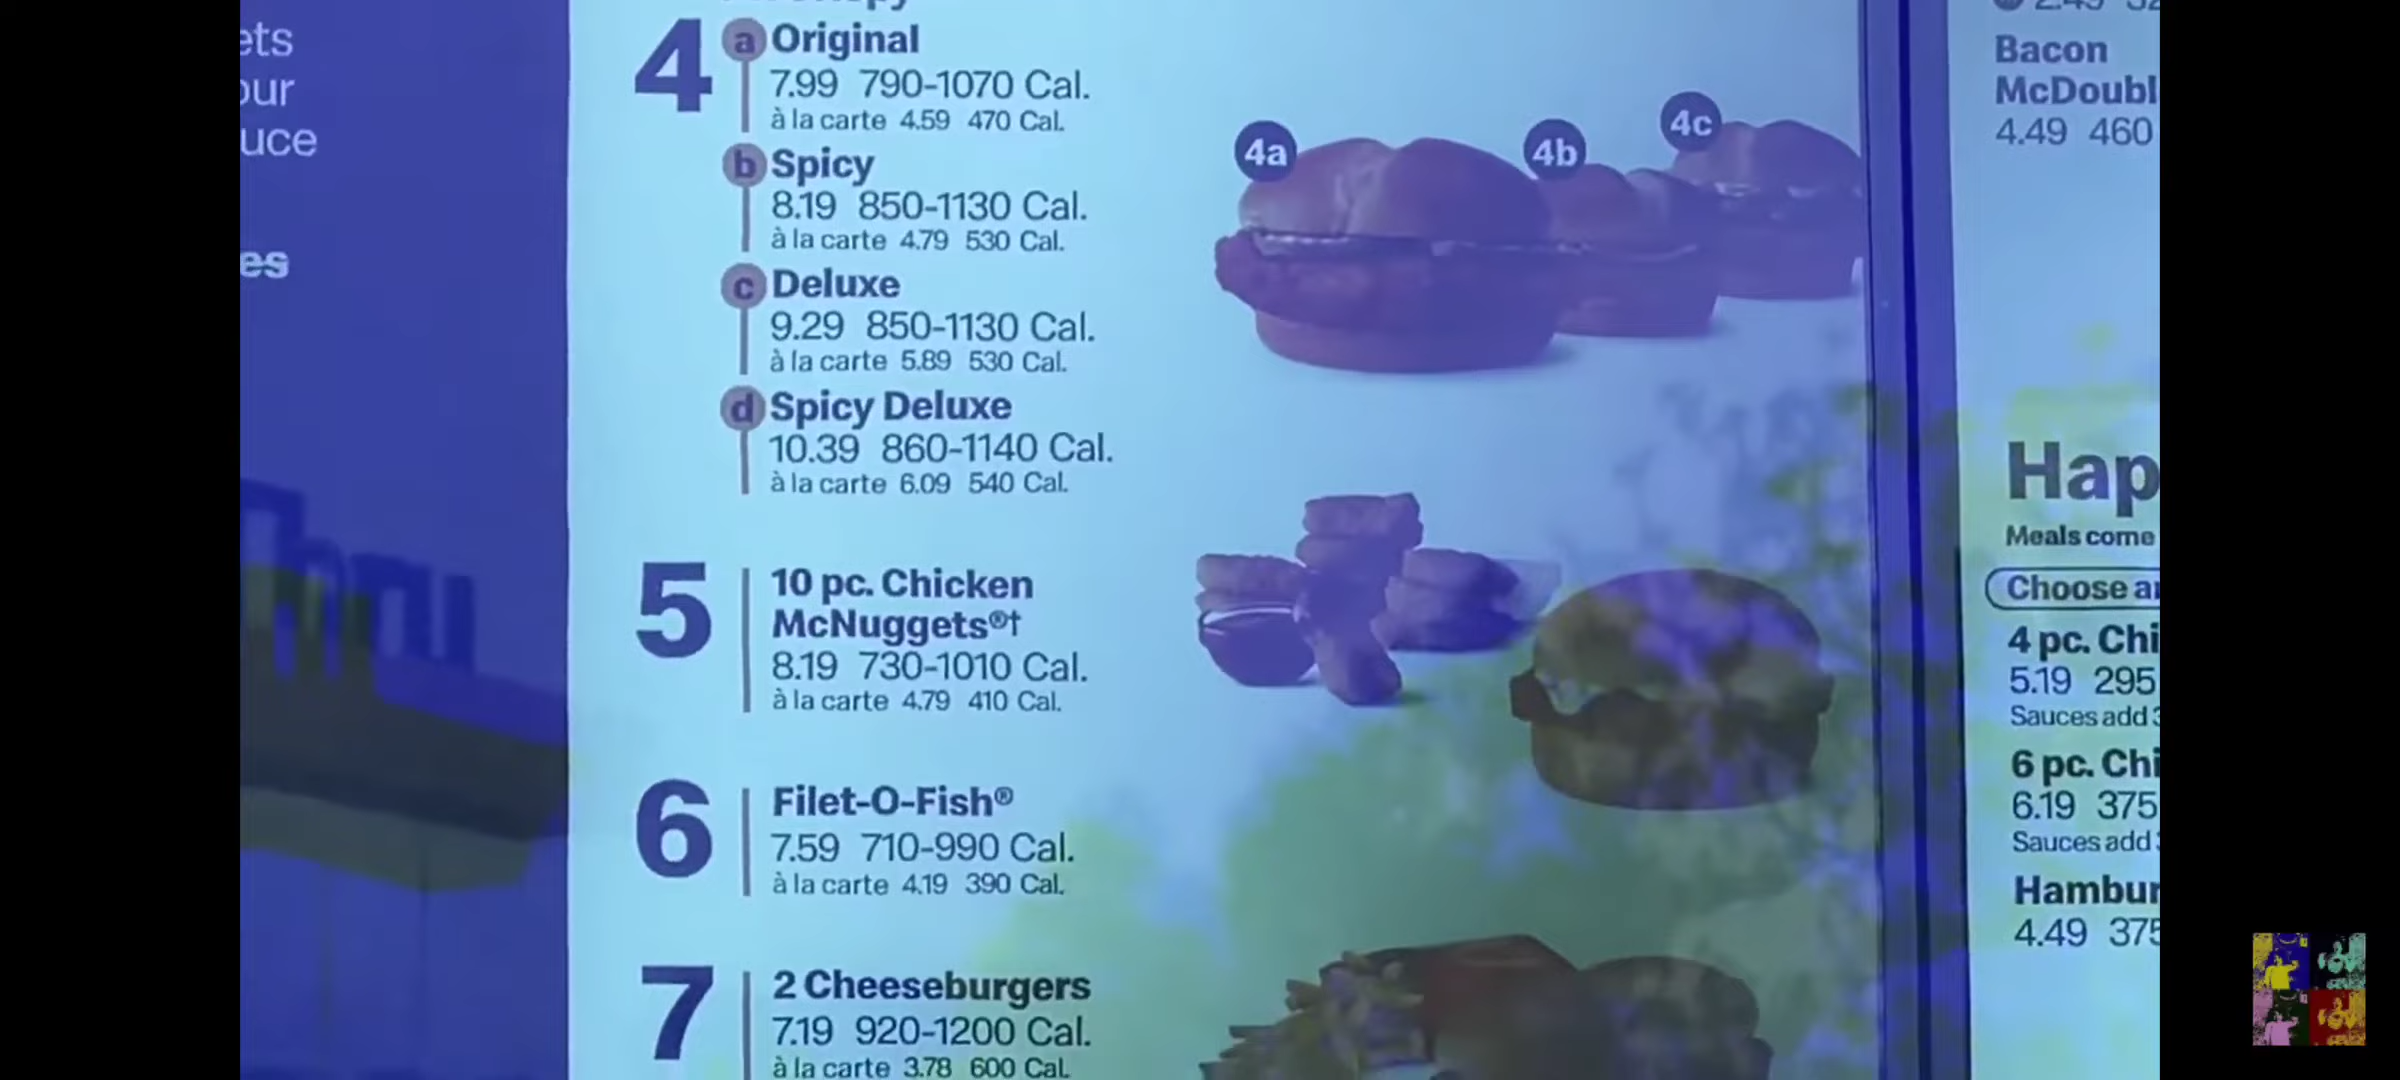 ets
our
uce
es
4
a Original
7.99 790-1070 Cal.
à la carte 4.59 470 Cal.
b Spicy
8.19 850-1130 Cal.
à la carte 4.79 530 Cal.
c Deluxe
9.29 850-1130 Cal.
à la carte 5.89 530 Cal.
d Spicy Deluxe
10.39 860-1140 Cal.
à la carte 6.09 540 Cal.
4a
4b
4c
5
10 pc. Chicken
McNuggets®†
8.19 730-1010 Cal.
à la carte 4.79 410 Cal.
6
Filet-O-Fish®
7.59 710-990 Cal.
à la carte 4.19 390 Cal.
7
2 Cheeseburgers
7.19 920-1200 Cal.
à la carte 3.78 600 Cal.
Bacon
McDoubl
4.49 460
Hap
Meals come
Choose a
4 pc. Chi
5.19 295
Sauces add
6 pc. Chi
6.19 375
Sauces add
Hambur
4.49 375